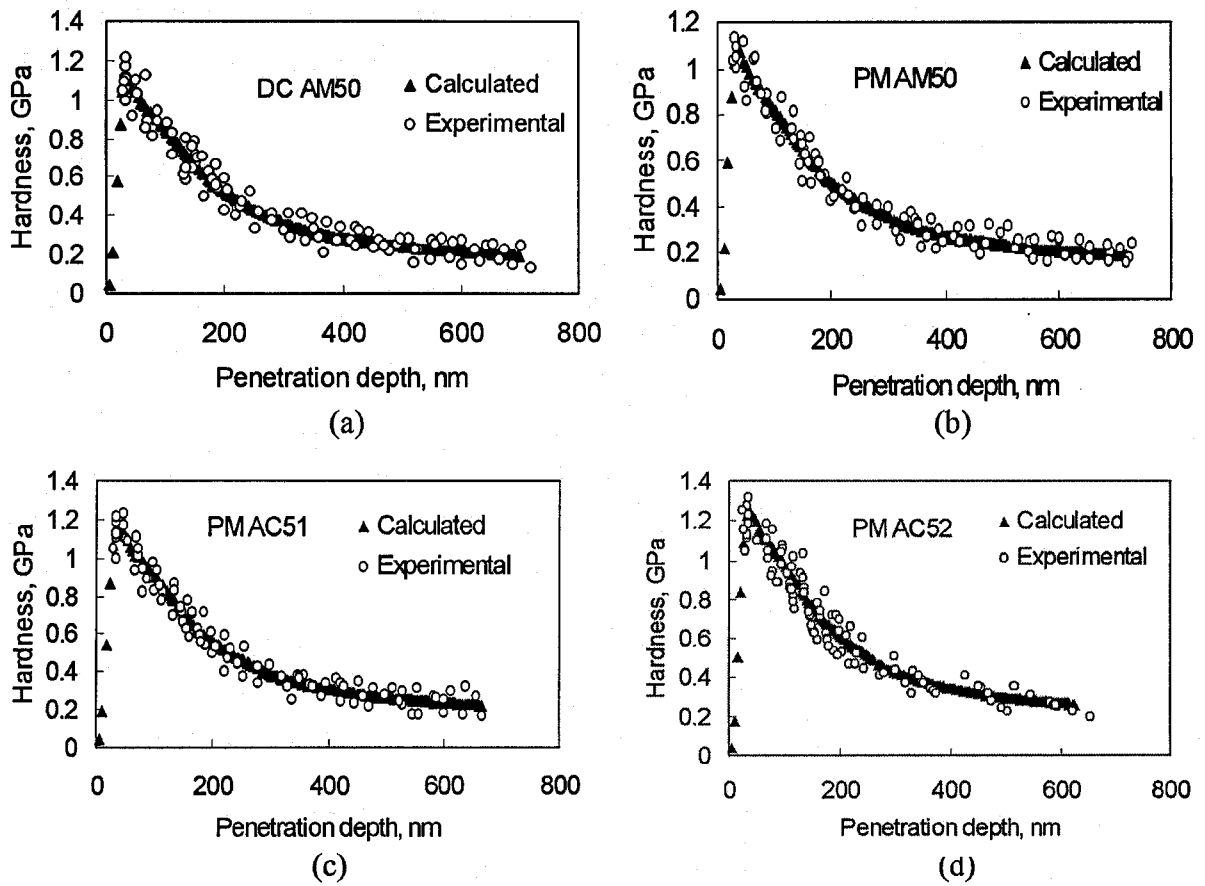 1.4
1.2
1
0.8
0.6
0.4
0.2
0
Hardness, GPa
DC AM50
Calculated
Experimental
0 200 400 600 800
Penetration depth, nm
(a)
1.2
1
0.8
0.6
0.4
0.2
0
Hardness, GPa
PM AM50
Calculated
Experimental
0 200 400 600 800
Penetration depth, nm
(b)
1.4
1.2
1
0.8
0.6
0.4
0.2
0
Hardness, GPa
PM AC51
Calculated
Experimental
0 200 400 600 800
Penetration depth, nm
(c)
1.4
1.2
1
0.8
0.6
0.4
0.2
0
Hardness, GPa
PM AC52
Calculated
Experimental
0 200 400 600 800
Penetration depth, nm
(d)